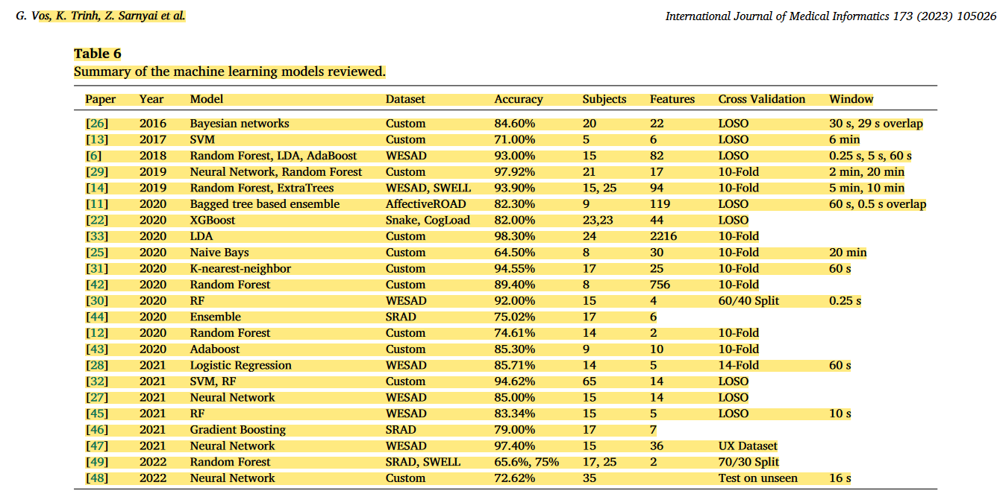 G. Vos, K. Trinh, Z. Sarnyai et al. International Journal of Medical Informatics 173 (2023) 105026
Table 6
Summary of the machine learning models reviewed.
Paper Year Model Dataset Accuracy Subjects Features Cross Validation Window
[26] 2016 Bayesian networks Custom 84.60% 20 22 LOSO 30 s, 29 s overlap
[13] 2017 SVM Custom 71.00% 5 6 LOSO 6 min
[6] 2018 Random Forest, LDA, AdaBoost WESAD 93.00% 15 82 LOSO 0.25 s, 5 s, 60 s
[29] 2019 Neural Network, Random Forest Custom 97.92% 21 17 10-Fold 2 min, 20 min
[14] 2019 Random Forest, ExtraTrees WESAD, SWELL 93.90% 15, 25 94 10-Fold 5 min, 10 min
[11] 2020 Bagged tree based ensemble AffectiveROAD 82.30% 9 119 LOSO 60 s, 0.5 s overlap
[22] 2020 XGBoost Snake, CogLoad 82.00% 23,23 44 LOSO
[33] 2020 LDA Custom 98.30% 24 2216 10-Fold
[25] 2020 Naive Bays Custom 64.50% 8 30 10-Fold 20 min
[31] 2020 K-nearest-neighbor Custom 94.55% 17 25 10-Fold 60 s
[42] 2020 Random Forest Custom 89.40% 8 756 10-Fold
[30] 2020 RF WESAD 92.00% 15 4 60/40 Split 0.25 s
[44] 2020 Ensemble SRAD 75.02% 17 6
[12] 2020 Random Forest Custom 74.61% 14 2 10-Fold
[43] 2020 Adaboost Custom 85.30% 9 10 10-Fold
[28] 2021 Logistic Regression WESAD 85.71% 14 5 14-Fold 60 s
[32] 2021 SVM, RF Custom 94.62% 65 14 LOSO
[27] 2021 Neural Network WESAD 85.00% 15 14 LOSO
[45] 2021 RF WESAD 83.34% 15 5 LOSO 10 s
[46] 2021 Gradient Boosting SRAD 79.00% 17 7
[47] 2021 Neural Network WESAD 97.40% 15 36 UX Dataset
[49] 2022 Random Forest SRAD, SWELL 65.6%, 75% 17, 25 2 70/30 Split
[48] 2022 Neural Network Custom 72.62% 35 Test on unseen 16 s